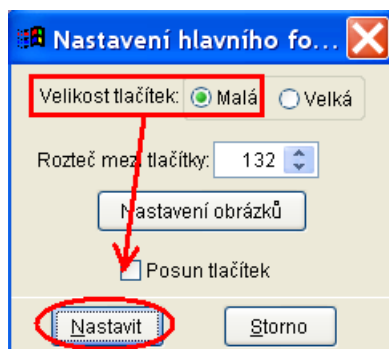 Nastavení hlavního fo...
Velikost tlačítek: Malá Velká
Rozteč mezi tlačítky: 132
Nastavení obrázků
Posun tlačítek
Nastavit Storno